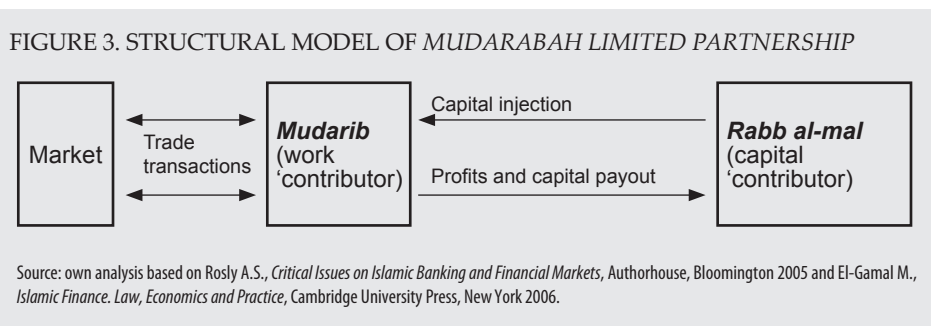 FIGURE 3. STRUCTURAL MODEL OF MUDARABAH LIMITED PARTNERSHIP
Market
Trade
transactions
Mudarib
(work
‘contributor)
Capital injection
Profits and capital payout
Rabb al-mal
(capital
‘contributor)
Source: own analysis based on Rosly A.S., Critical Issues on Islamic Banking and Financial Markets, Authorhouse, Bloomington 2005 and El-Gamal M.,
Islamic Finance. Law, Economics and Practice, Cambridge University Press, New York 2006.